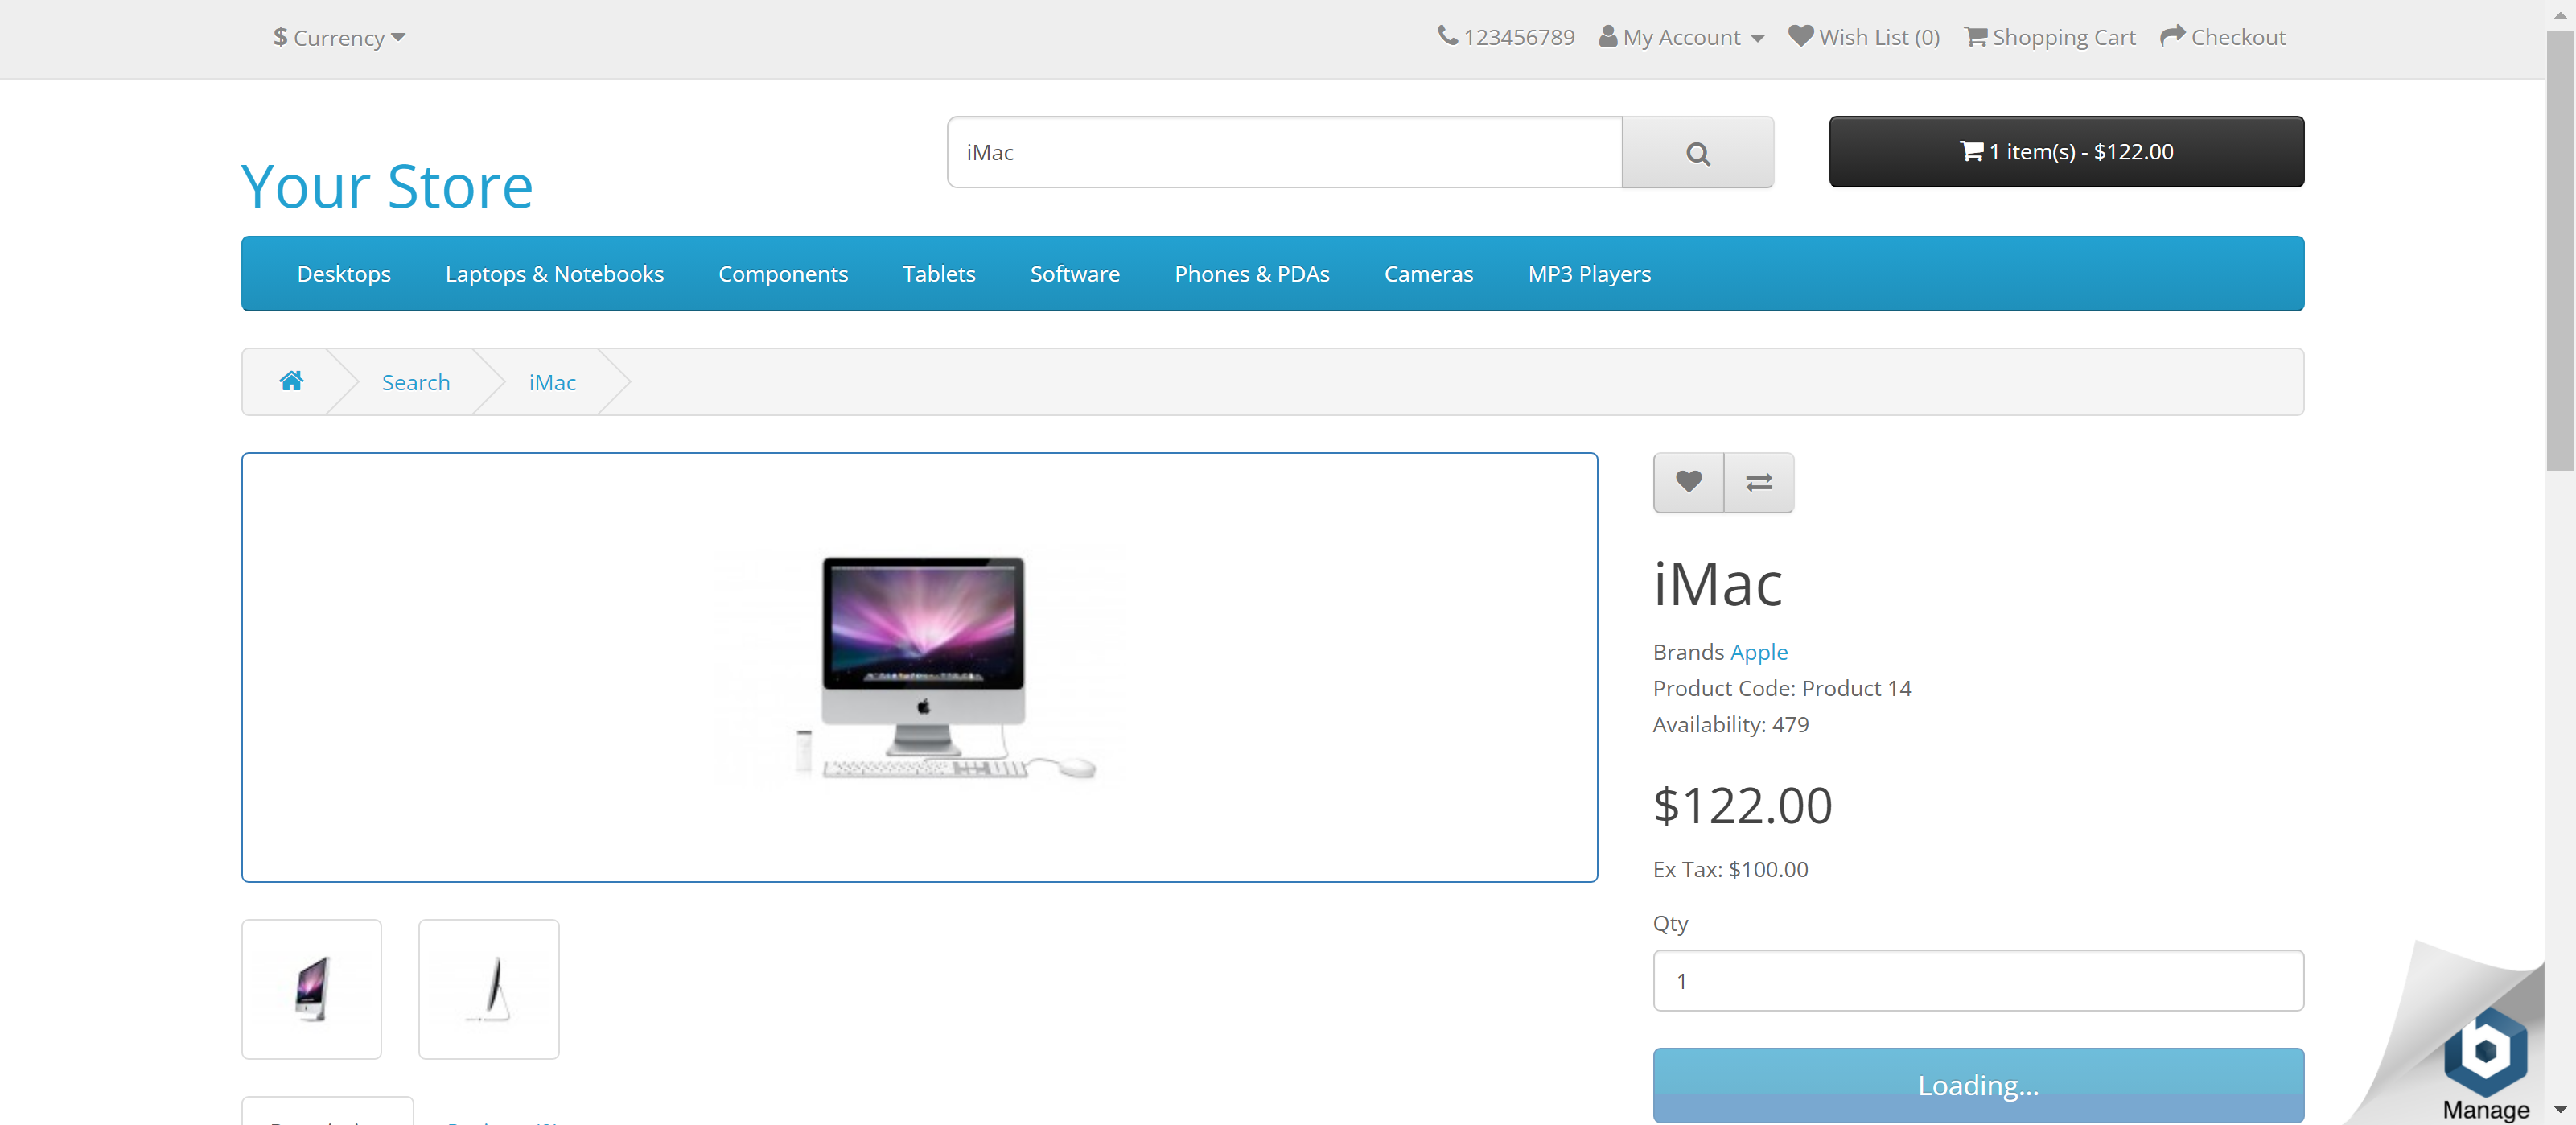 $ Currency
123456789 My Account Wish List (0) Shopping Cart Checkout
Your Store
iMac
1 item(s) - $122.00
Desktops Laptops & Notebooks Components Tablets Software Phones & PDAs Cameras MP3 Players
Search iMac
iMac
Brands Apple
Product Code: Product 14
Availability: 479
$122.00
Ex Tax: $100.00
Qty
1
Loading...
b
Manage